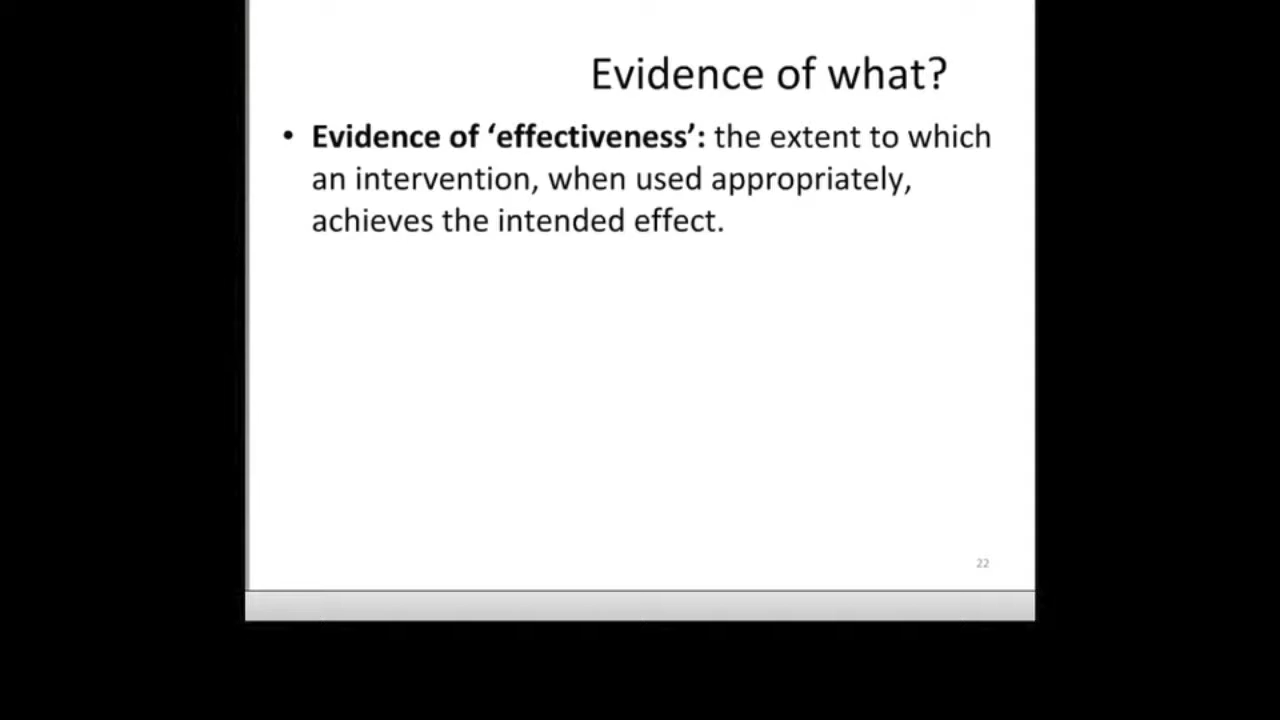 Evidence of what?
• Evidence of ‘effectiveness’: the extent to which
an intervention, when used appropriately,
achieves the intended effect.
22